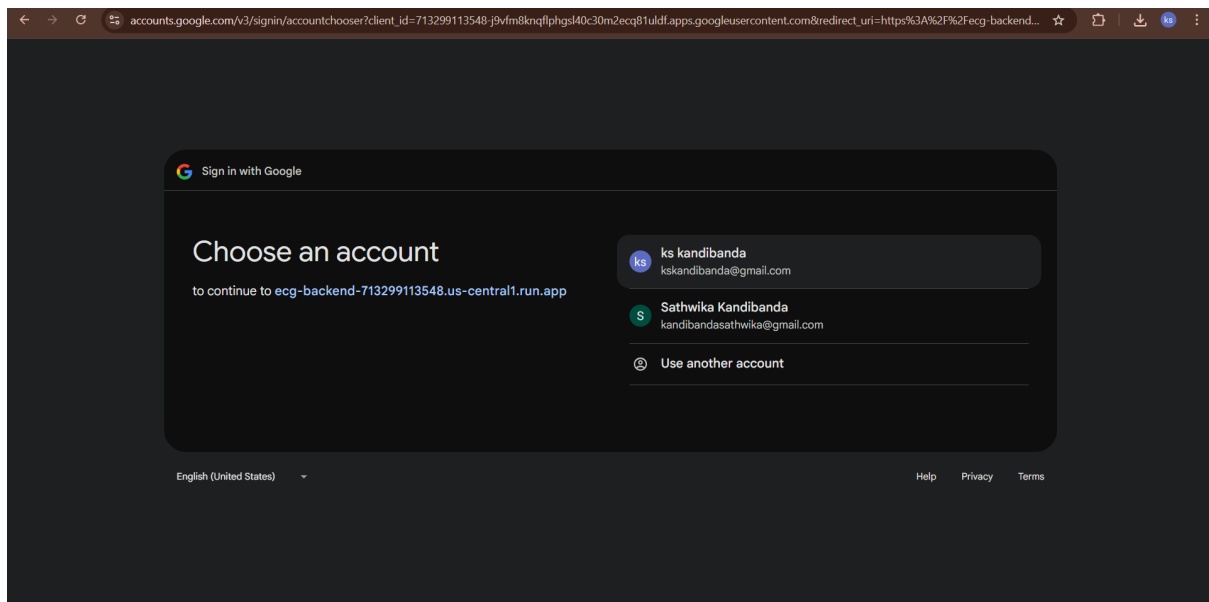 accounts.google.com/v3/signin/accountchooser?client_id=713299113548-j9vfm8knqflphgsl40c30m2ecq81uldf.apps.googleusercontent.com&redirect_uri=https%3A%2F%2Fecg-backend...
ks
Sign in with Google
Choose an account
to continue to ecg-backend-713299113548.us-central1.run.app
ks
ks kandibanda
kskandibanda@gmail.com
S
Sathwika Kandibanda
kandibandasathwika@gmail.com
Use another account
English (United States)
Help Privacy Terms